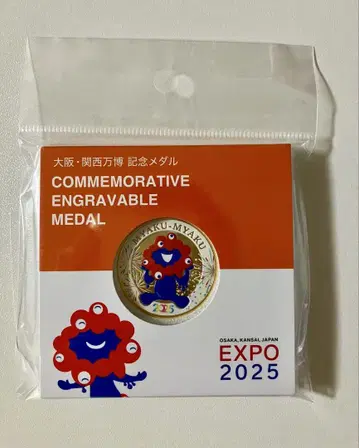 大阪・関西万博 記念メダル
COMMEMORATIVE
ENGRAVABLE
MEDAL
MYAKU-MYAKU
2025
OSAKA, KANSAI, JAPAN
EXPO
2025